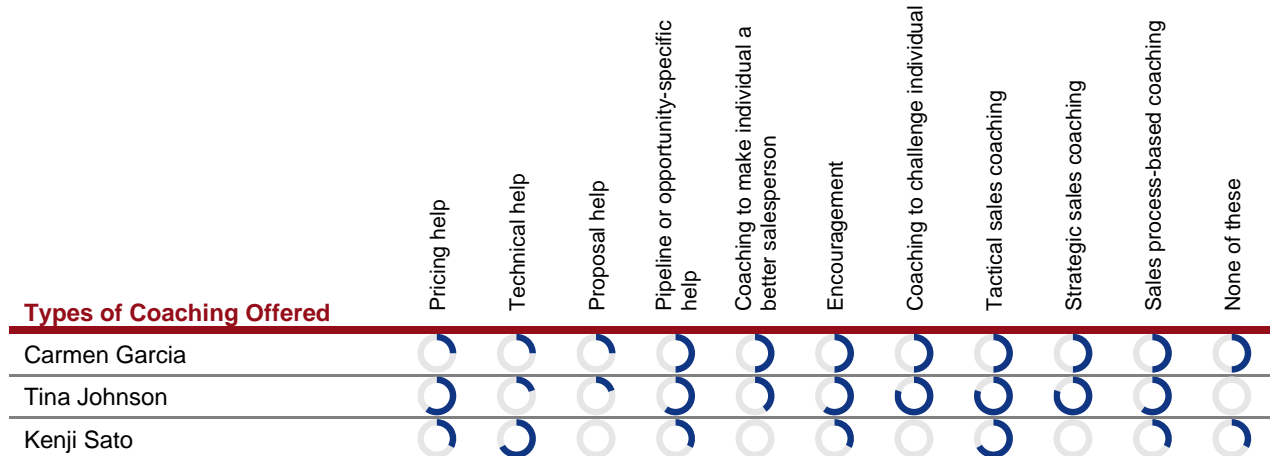 Types of Coaching Offered
Pricing help
Technical help
Proposal help
Pipeline or opportunity-specific
help
Coaching to make individual a
better salesperson
Encouragement
Coaching to challenge individual
Tactical sales coaching
Strategic sales coaching
Sales process-based coaching
None of these
Carmen Garcia
Tina Johnson
Kenji Sato